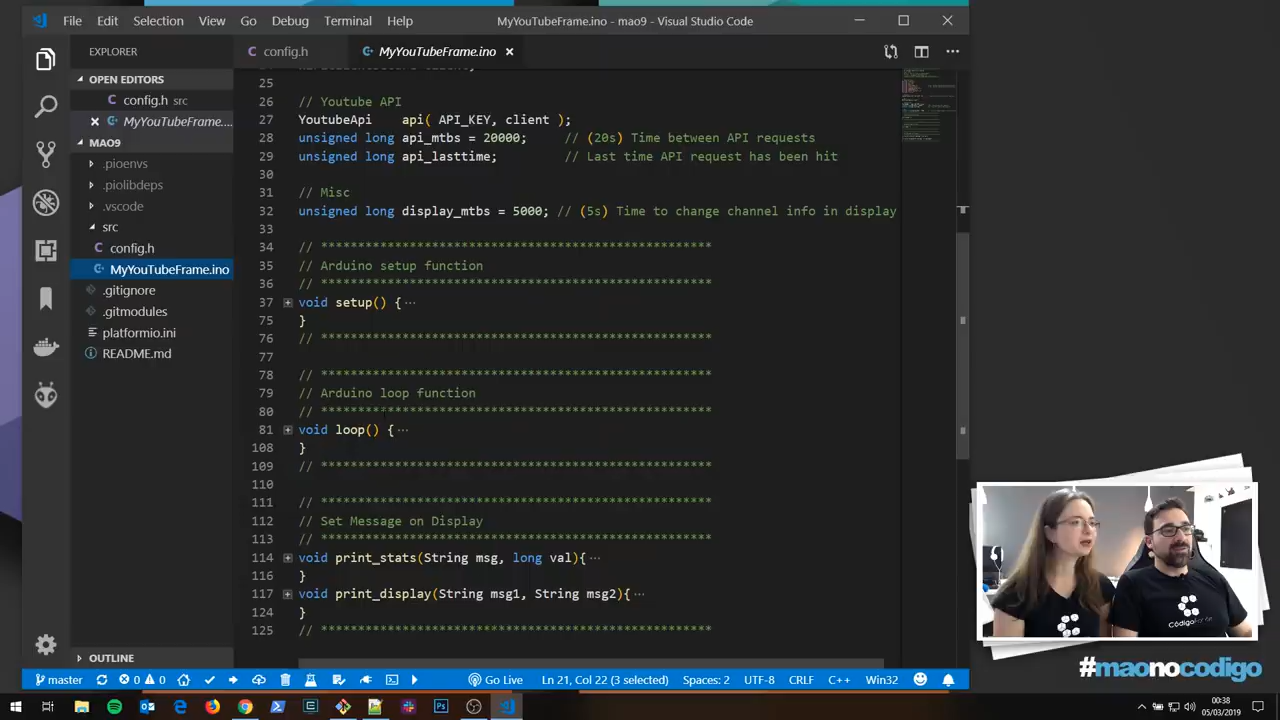 File Edit Selection View Go Debug Terminal Help MyYouTubeFrame.ino - mao9 - Visual Studio Code
EXPLORER
config.h
MyYouTubeFrame.ino
OPEN EDITORS
config.h src
MyYouTubeFrame...
MAO9
.pioenvs
.piolibdeps
.vscode
src
config.h
MyYouTubeFrame.ino
.gitignore
.gitmodules
platformio.ini
README.md
OUTLINE
25
26 // Youtube API
27 YoutubeApi api( API_KEY, client );
28 unsigned long api_mtbs = 20000; // (20s) Time between API requests
29 unsigned long api_lasttime; // Last time API request has been hit
30
31 // Misc
32 unsigned long display_mtbs = 5000; // (5s) Time to change channel info in display
33
34 // *****************************************************
35 // Arduino setup function
36 // *****************************************************
37 void setup() { ...
75 }
76 // *****************************************************
77
78 // *****************************************************
79 // Arduino loop function
80 // *****************************************************
81 void loop() { ...
108 }
109 // *****************************************************
110
111 // *****************************************************
112 // Set Message on Display
113 // *****************************************************
114 void print_stats(String msg, long val){ ...
116 }
117 void print_display(String msg1, String msg2){ ...
124 }
125 // *****************************************************
#maonocodigo
master 0 0 Go Live Ln 21, Col 22 (3 selected) Spaces: 2 UTF-8 CRLF C++ Win32
00:38
05/03/2019